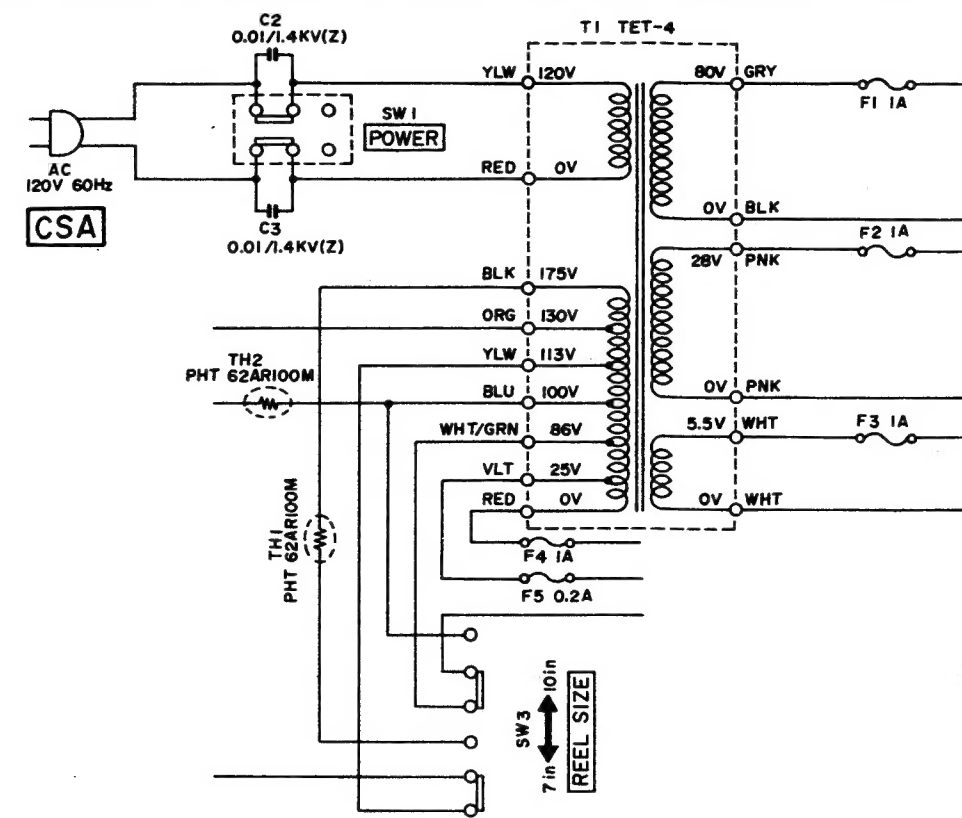 C2
0.01/1.4KV(Z)
T1 TET-4
YLW 120V
80V GRY
F1 1A
SW1
POWER
AC
120V 60Hz
RED 0V
0V BLK
CSA
C3
0.01/1.4KV(Z)
F2 1A
28V PNK
BLK 175V
ORG 130V
YLW 113V
TH2
PHT 62AR100M
BLU 100V
0V PNK
WHT/GRN 86V
5.5V WHT
F3 1A
VLT 25V
RED 0V
0V WHT
TH1
PHT 62AR100M
F4 1A
F5 0.2A
SW3
7in 10in
REEL SIZE